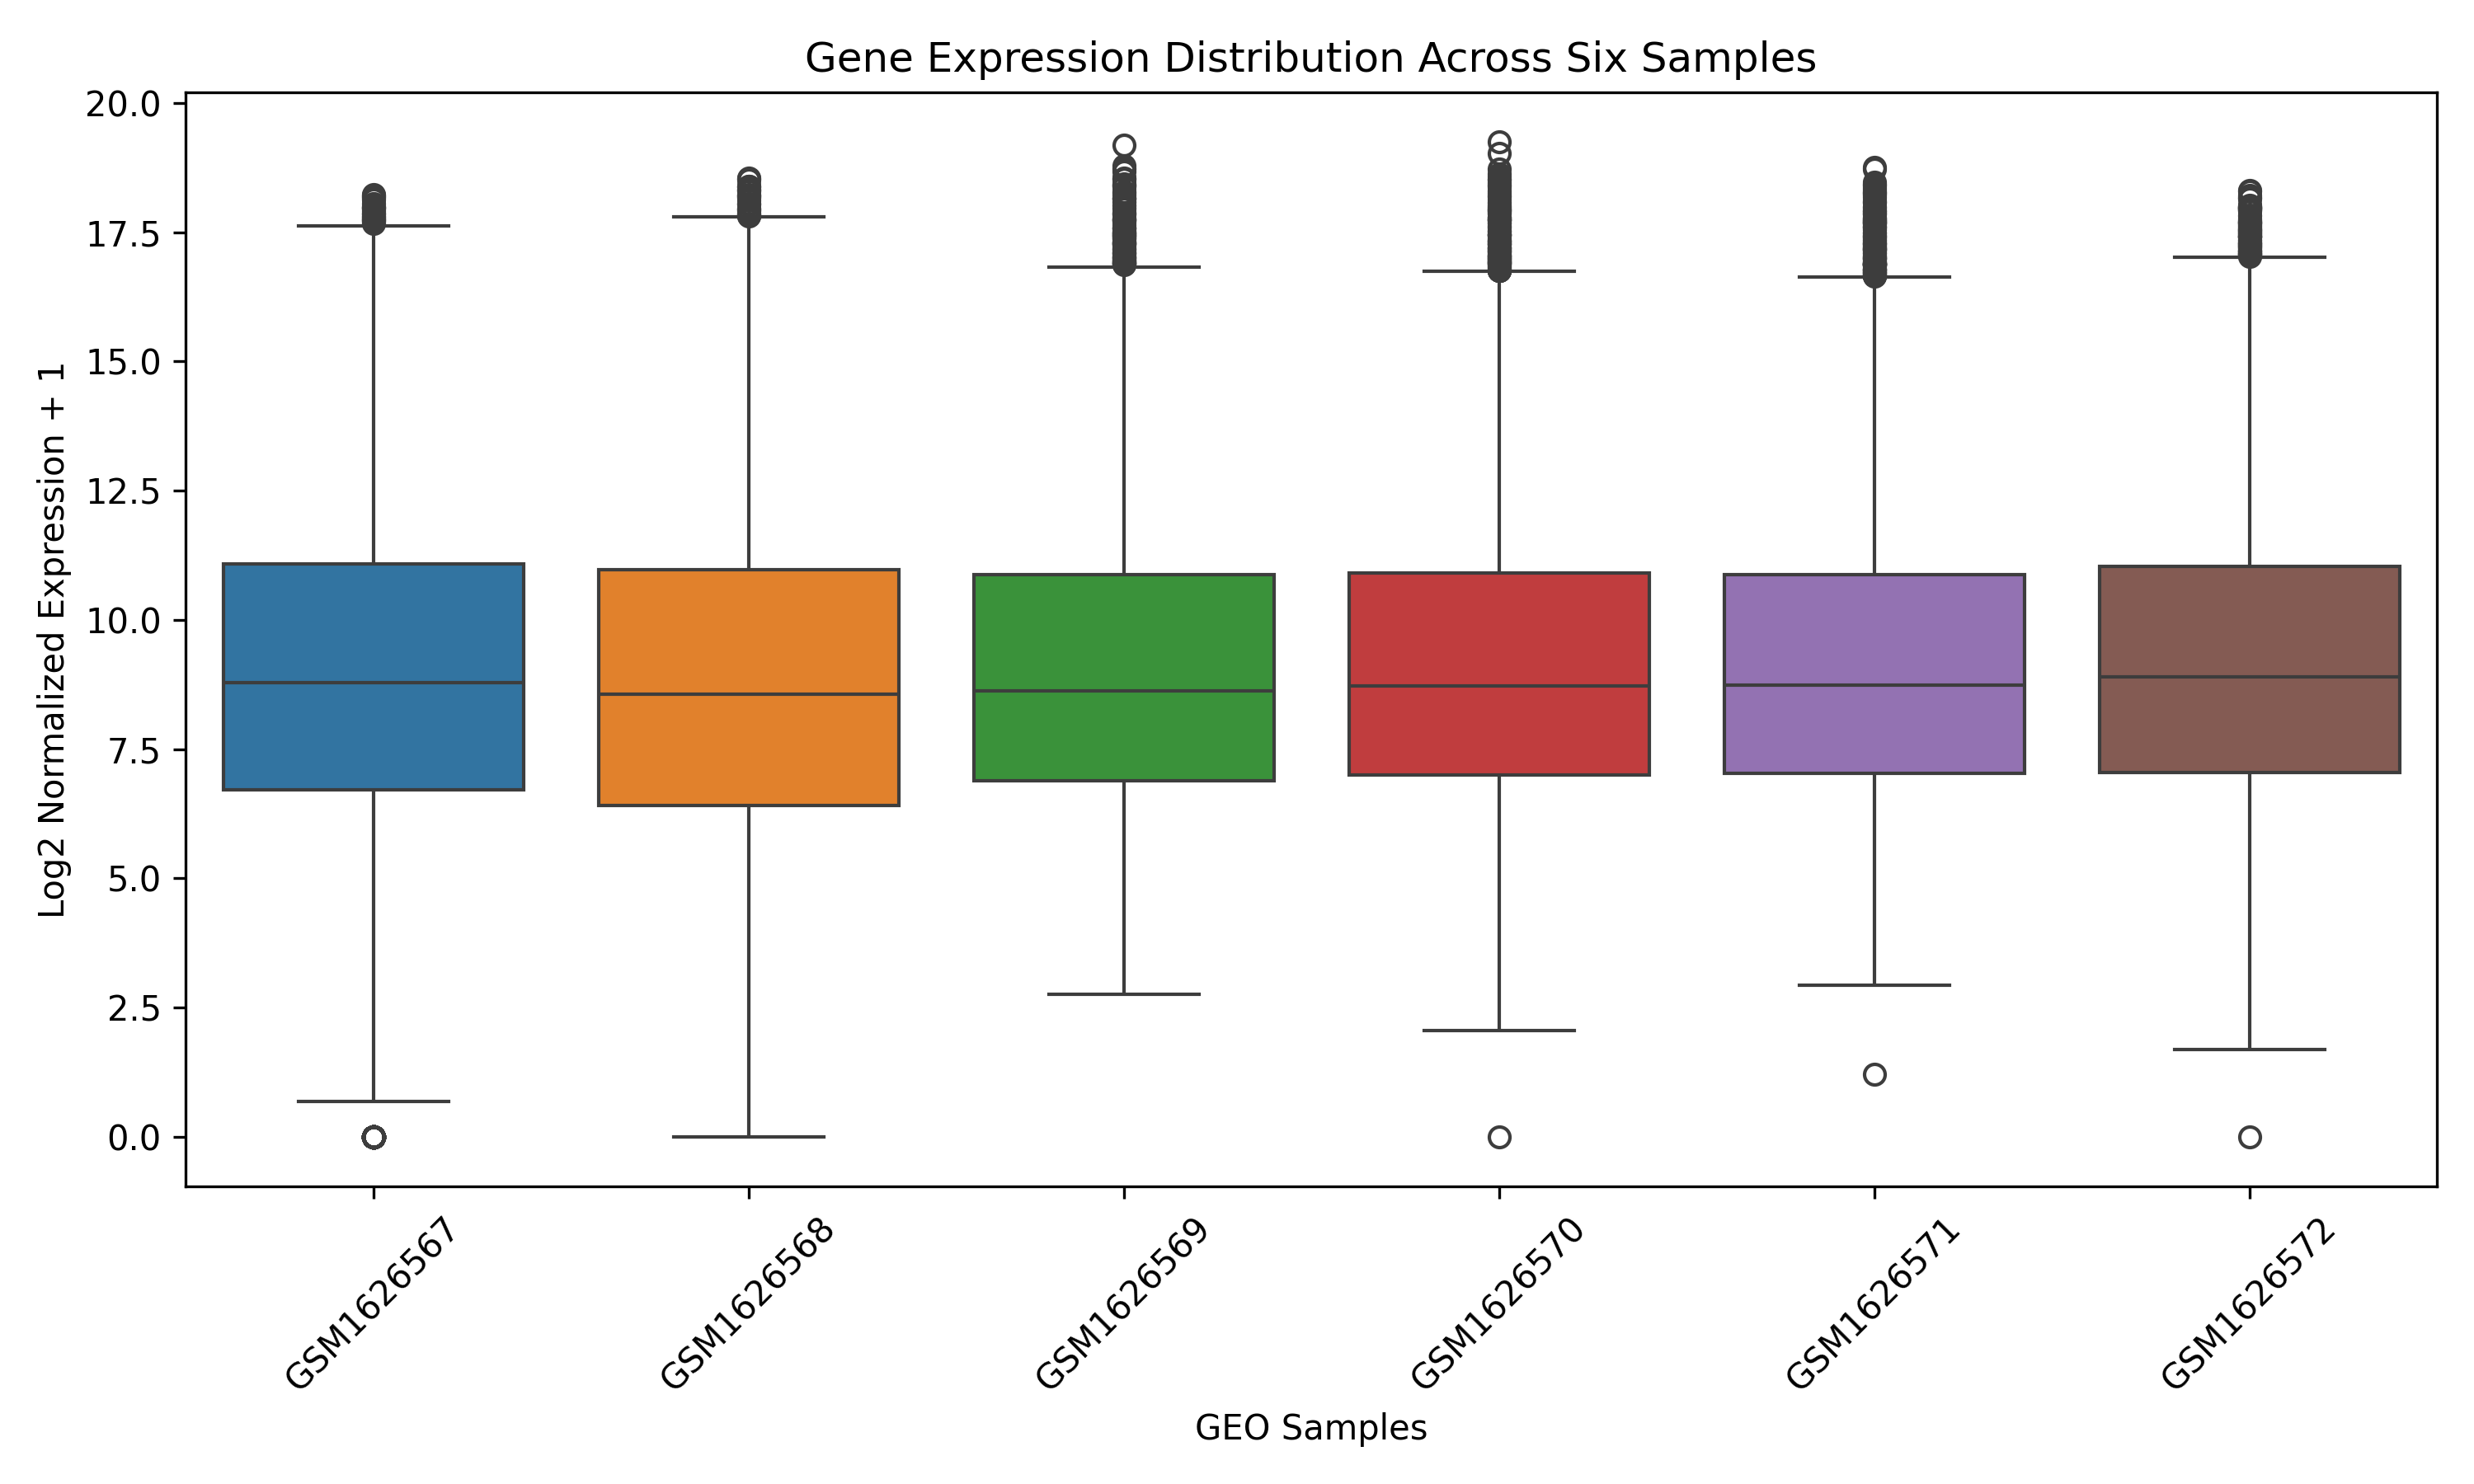 Gene Expression Distribution Across Six Samples
Log2 Normalized Expression + 1
20.0
17.5
15.0
12.5
10.0
7.5
5.0
2.5
0.0
GSM1626567
GSM1626568
GSM1626569
GSM1626570
GSM1626571
GSM1626572
GEO Samples